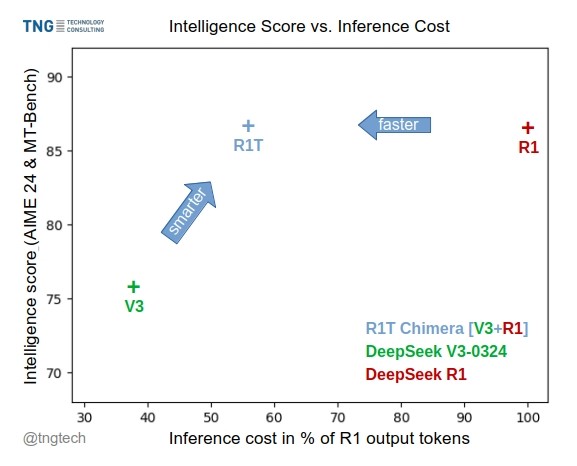 TNG TECHNOLOGY CONSULTING
Intelligence Score vs. Inference Cost
Intelligence score (AIME 24 & MT-Bench)
90
85
80
75
70
R1T
faster
R1
smarter
V3
R1T Chimera [V3+R1]
DeepSeek V3-0324
DeepSeek R1
30 40 50 60 70 80 90 100
@tngtech
Inference cost in % of R1 output tokens